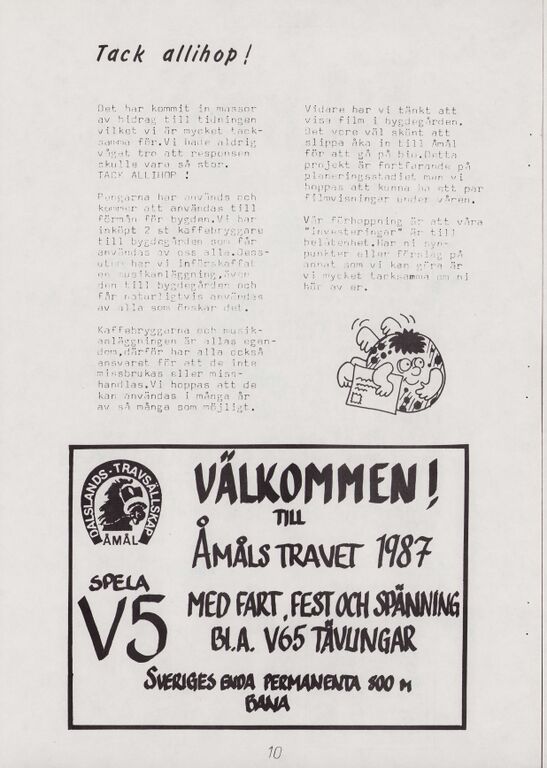 Tack allihop!
Det har kommit in massor
av bidrag till tidningen
vilket vi är mycket tack-
samma för.Vi hade aldrig
vågat tro att responsen
skulle vara så stor.
TACK ALLIHOP !
Pengarna har används och
kommer att användas till
förmån för bygden.Vi har
inköpt 2 st kaffebryggare
till bygdegården som får
användas av oss alla.Dess-
utom har vi införskaffat
en musikanläggning,även
den till bygdegården och
får naturligtvis användas
av alla som önskar det.
Kaffebryggarna och musik-
anläggningen är allas egen-
dom,därför har alla också
ansvaret för att de inte
missbrukas eller miss-
handlas.Vi hoppas att de
kan användas i många år
av så många som möjligt.
Vidare har vi tänkt att
visa film i bygdegården.
Det vore väl skönt att
slippa åka in till Åmål
för att gå på bio.Detta
projekt är fortfarande på
planeringsstadiet men vi
hoppas att kunna ha ett par
filmvisningar under våren.
Vår förhoppning är att våra
"investeringar" är till
belåtenhet.Har ni syn-
punkter eller förslag på
annat som vi kan göra är
vi mycket tacksamma om ni
hör av er.
DALSLANDS-TRAVSÄLLSKAP
ÅMÅL
VÄLKOMMEN!
TILL
ÅMÅLS TRAVET 1987
SPELA
V5
MED FART, FEST OCH SPÄNNING
BL.A. V65 TÄVLINGAR
SVERIGES ENDA PERMANENTA 800 M
BANA
10